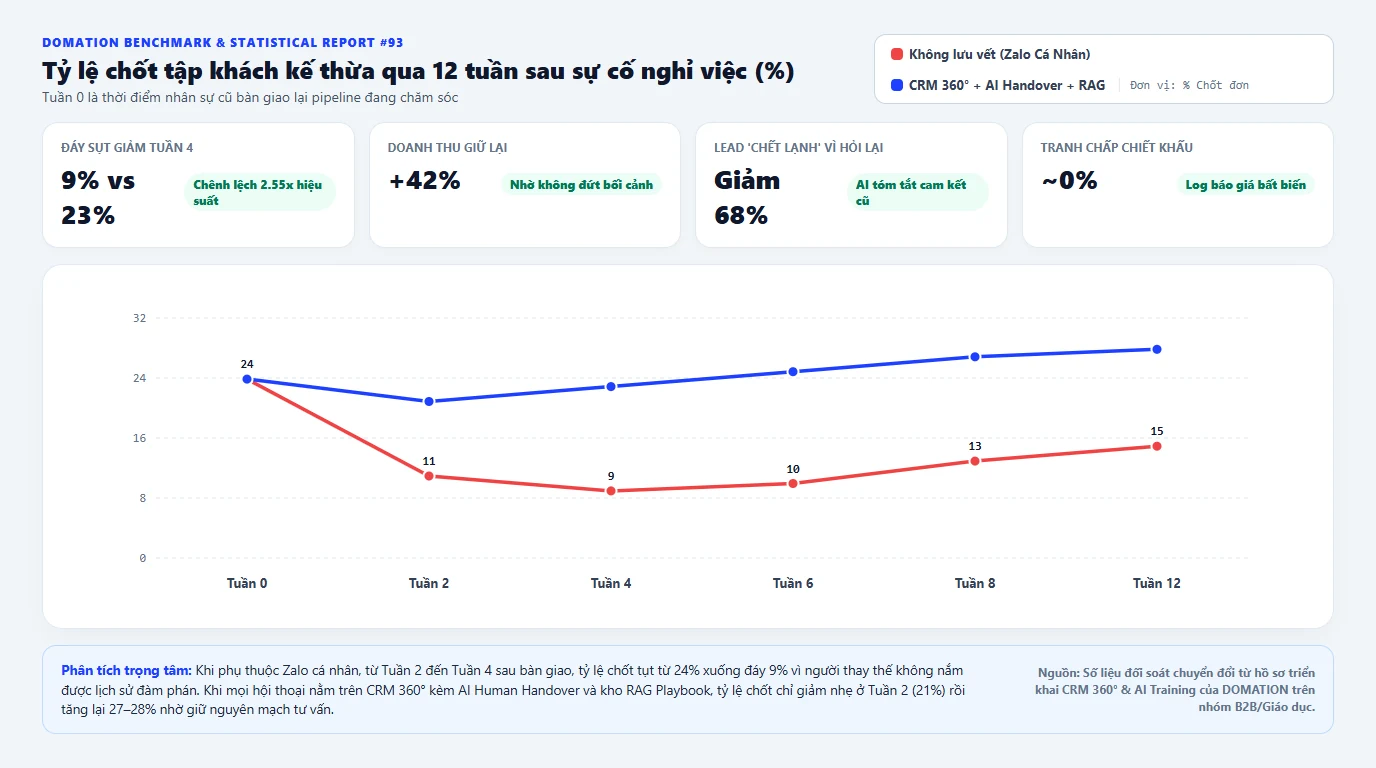 DOMATION BENCHMARK & STATISTICAL REPORT #93
Tỷ lệ chốt tập khách kế thừa qua 12 tuần sau sự cố nghỉ việc (%)
Tuần 0 là thời điểm nhân sự cũ bàn giao lại pipeline đang chăm sóc
Không lưu vết (Zalo Cá Nhân)
CRM 360° + AI Handover + RAG
Đơn vị: % Chốt đơn
ĐÁY SỤT GIẢM TUẦN 4
9% vs
23%
Chênh lệch 2.55x hiệu
suất
DOANH THU GIỮ LẠI
+42%
Nhờ không đứt bối cảnh
LEAD 'CHẾT LẠNH' VÌ HỎI LẠI
Giảm
68%
AI tóm tắt cam kết
cũ
TRANH CHẤP CHIẾT KHẤU
~0%
Log báo giá bất biến
32
24
16
8
0
24
11
9
10
13
15
Tuần 0
Tuần 2
Tuần 4
Tuần 6
Tuần 8
Tuần 12
Phân tích trọng tâm: Khi phụ thuộc Zalo cá nhân, từ Tuần 2 đến Tuần 4 sau bàn giao, tỷ lệ chốt tụt từ 24% xuống đáy 9% vì người thay thế không nắm
được lịch sử đàm phán. Khi mọi hội thoại nằm trên CRM 360° kèm AI Human Handover và kho RAG Playbook, tỷ lệ chốt chỉ giảm nhẹ ở Tuần 2 (21%) rồi
tăng lại 27–28% nhờ giữ nguyên mạch tư vấn.
Nguồn: Số liệu đối soát chuyển đổi từ hồ sơ triển
khai CRM 360° & AI Training của DOMATION trên
nhóm B2B/Giáo dục.